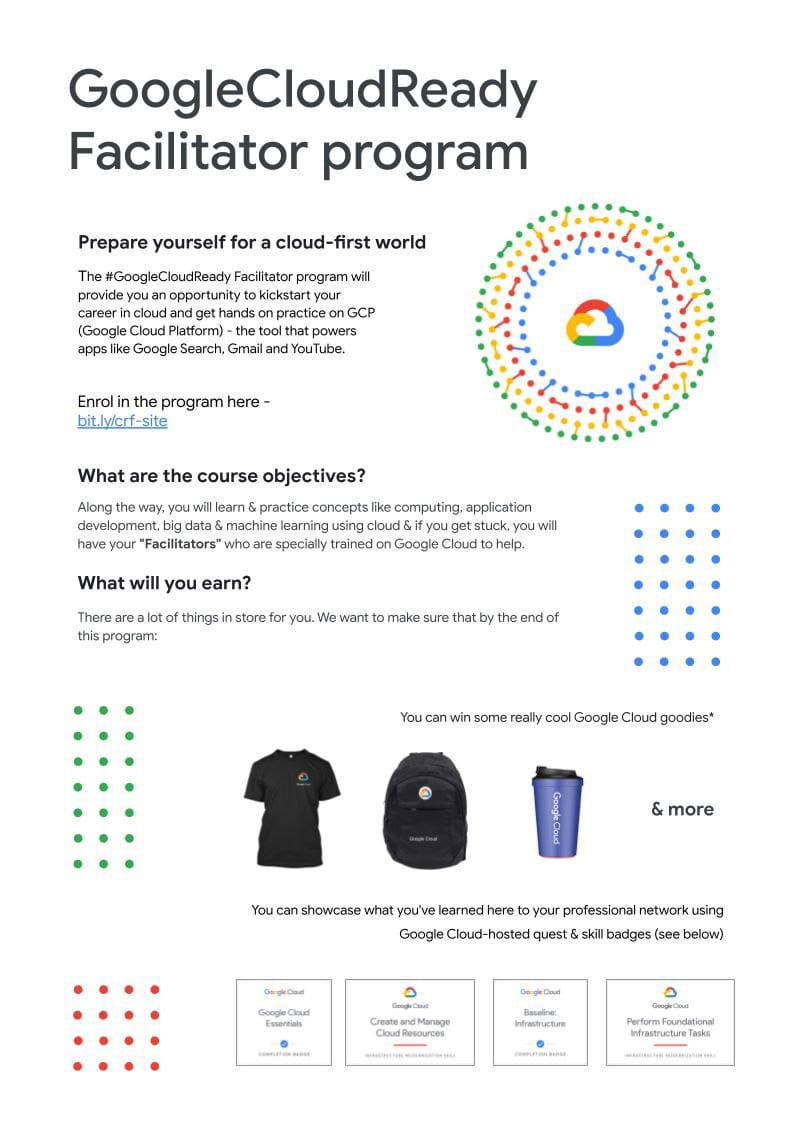 GoogleCloudReady
Facilitator program
Prepare yourself for a cloud-first world
The #GoogleCloudReady Facilitator program will
provide you an opportunity to kickstart your
career in cloud and get hands on practice on GCP
(Google Cloud Platform) - the tool that powers
apps like Google Search, Gmail and YouTube.
Enrol in the program here -
bit.ly/crf-site
What are the course objectives?
Along the way, you will learn & practice concepts like computing, application
development, big data & machine learning using cloud & if you get stuck, you will
have your "Facilitators" who are specially trained on Google Cloud to help.
What will you earn?
There are a lot of things in store for you. We want to make sure that by the end of
this program:
You can win some really cool Google Cloud goodies*
Google Cloud
Google Cloud
& more
You can showcase what you've learned here to your professional network using
Google Cloud-hosted quest & skill badges (see below)
Google Cloud
Google Cloud
Essentials
COMPLETION BADGE
Google Cloud
Create and Manage
Cloud Resources
INFRASTRUCTURE MODERNIZATION SKILL
Google Cloud
Baseline:
Infrastructure
COMPLETION BADGE
Google Cloud
Perform Foundational
Infrastructure Tasks
INFRASTRUCTURE MODERNIZATION SKILL